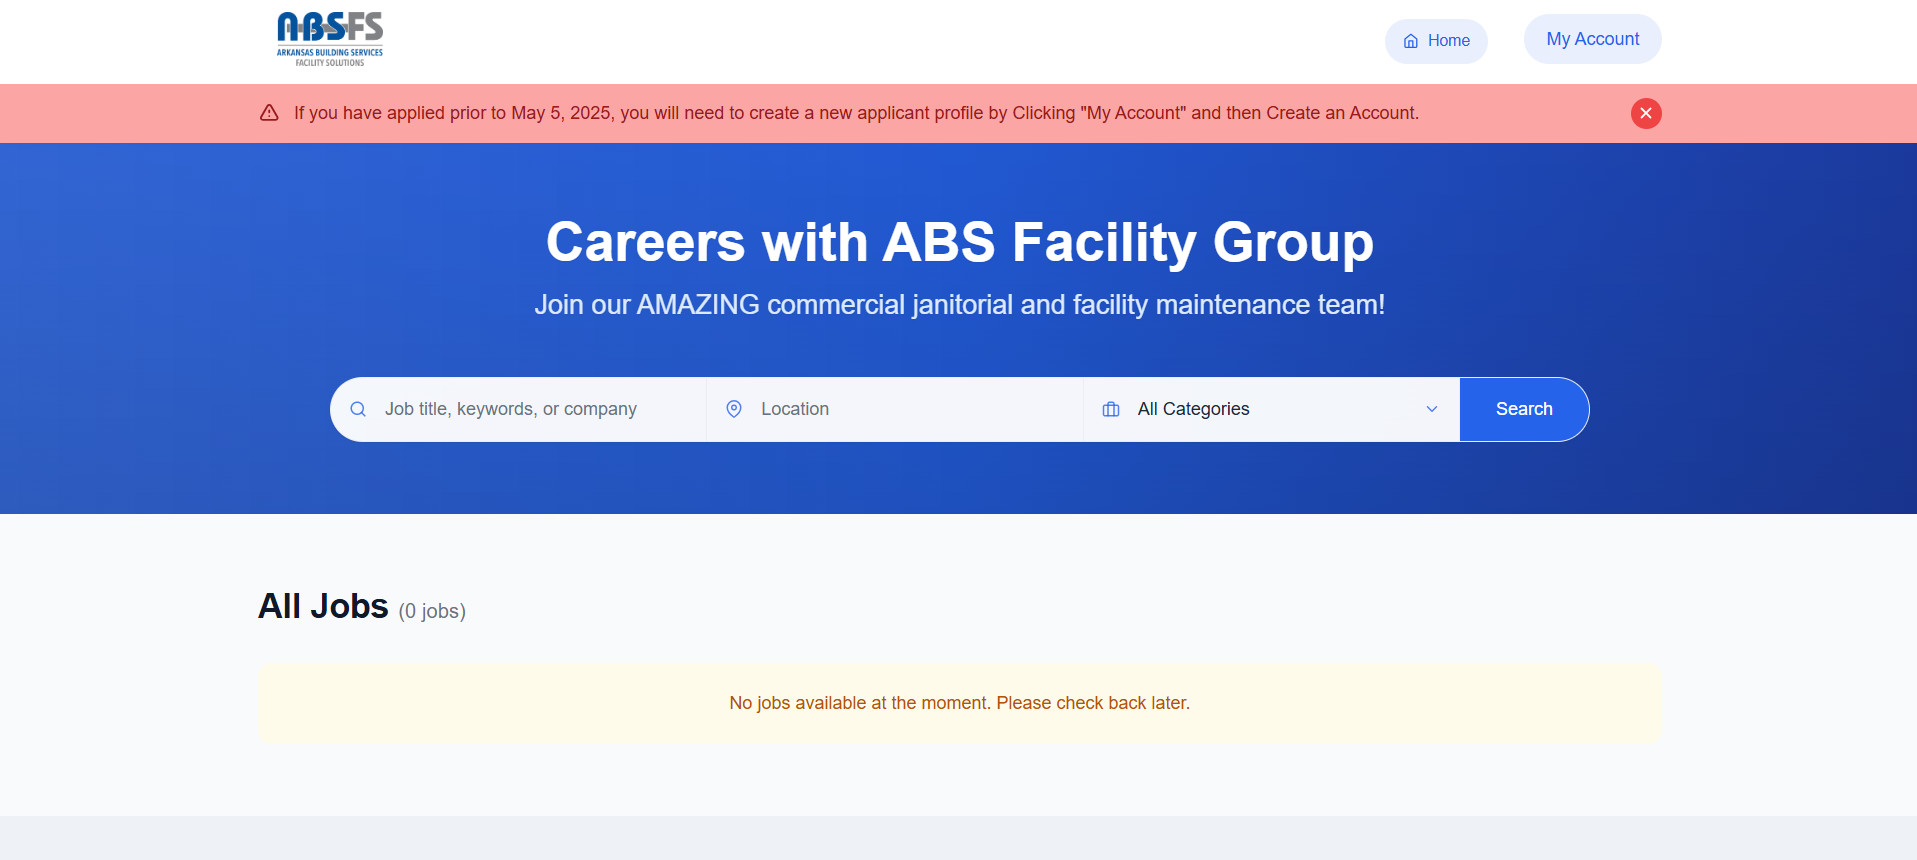 ABSFS
ARKANSAS BUILDING SERVICES
FACILITY SOLUTIONS
Home
My Account
If you have applied prior to May 5, 2025, you will need to create a new applicant profile by Clicking "My Account" and then Create an Account.
Careers with ABS Facility Group
Join our AMAZING commercial janitorial and facility maintenance team!
Job title, keywords, or company
Location
All Categories
Search
All Jobs (0 jobs)
No jobs available at the moment. Please check back later.